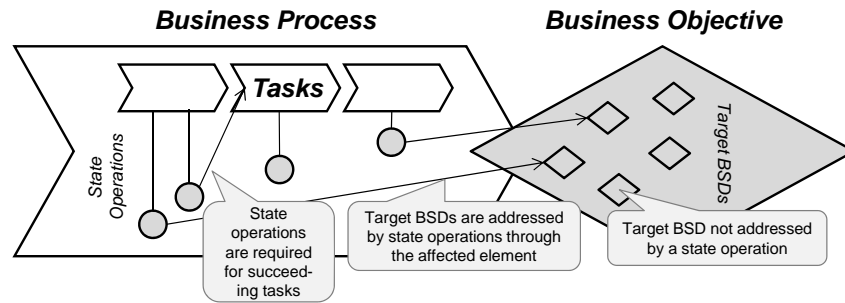 Business Process
Business Objective
Tasks
State
Operations
Target BSDs
State
operations
are required
for succeed-
ing tasks
Target BSDs are addressed
by state operations through
the affected element
Target BSD not addressed
by a state operation